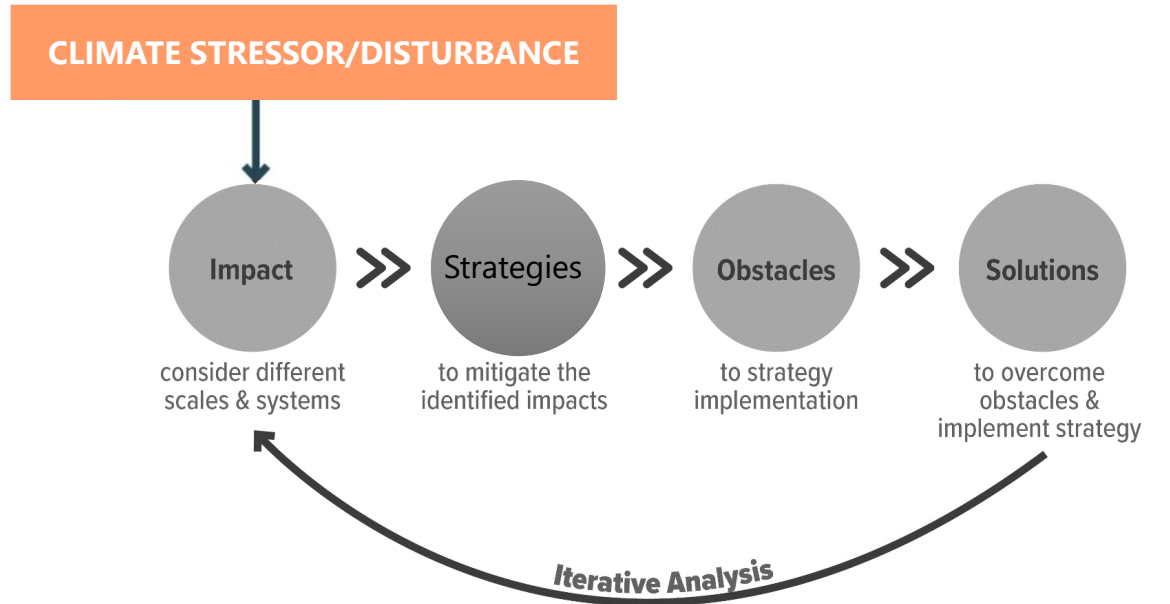 CLIMATE STRESSOR/DISTURBANCE
Impact
consider different
scales & systems
Strategies
to mitigate the
identified impacts
Obstacles
to strategy
implementation
Solutions
to overcome
obstacles &
implement strategy
Iterative Analysis